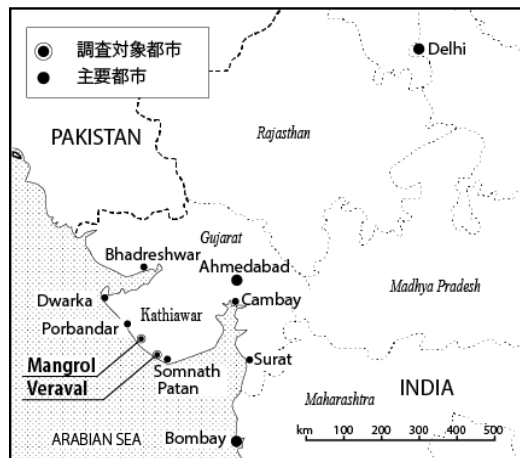 調査対象都市
主要都市
Delhi
PAKISTAN
Rajasthan
Gujarat
Bhadreshwar
Ahmedabad
Madhya Pradesh
Dwarka
Kathiawar
Cambay
Porbandar
Mangrol
Veraval
Somnath
Patan
Surat
INDIA
Maharashtra
ARABIAN SEA
Bombay
km 100 200 300 400 500